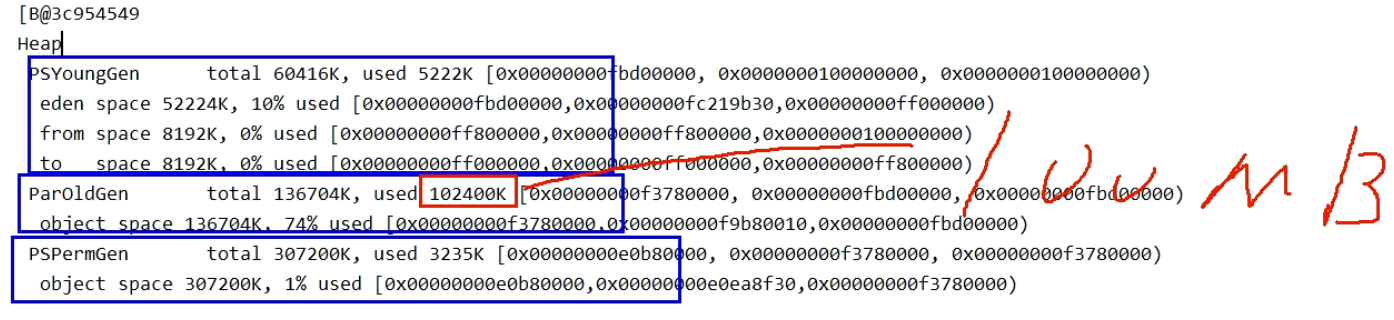 [B@3c954549
Heap
PSYoungGen total 60416K, used 5222K [0x00000000fbd00000, 0x0000000100000000, 0x0000000100000000)
eden space 52224K, 10% used [0x00000000fbd00000,0x00000000fc219b30,0x00000000ff000000)
from space 8192K, 0% used [0x00000000ff800000,0x00000000ff800000,0x0000000100000000)
to space 8192K, 0% used [0x00000000ff000000,0x00000000ff000000,0x00000000ff800000)
100 MB
ParOldGen total 136704K, used 102400K [0x00000000f3780000, 0x00000000fbd00000, 0x00000000fbd00000)
object space 136704K, 74% used [0x00000000f3780000,0x00000000f9b80010,0x00000000fbd00000)
PSPermGen total 307200K, used 3235K [0x00000000e0b80000, 0x00000000f3780000, 0x00000000f3780000)
object space 307200K, 1% used [0x00000000e0b80000,0x00000000e0ea8f30,0x00000000f3780000)